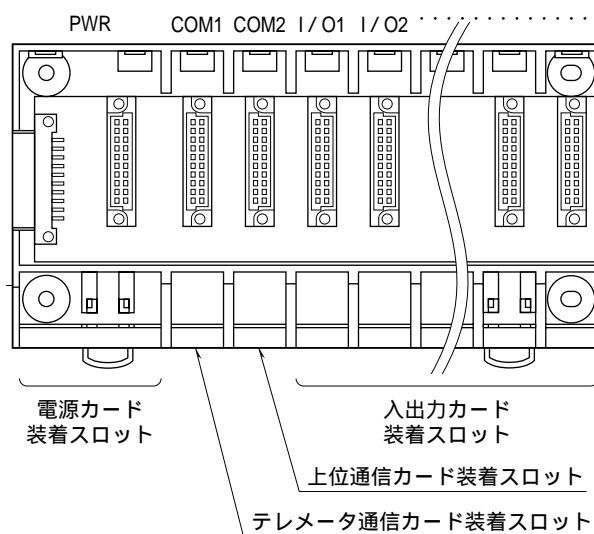 PWR COM1 COM2 I/O1 I/O2 ··········
電源カード
装着スロット
入出力カード
装着スロット
上位通信カード装着スロット
テレメータ通信カード装着スロット